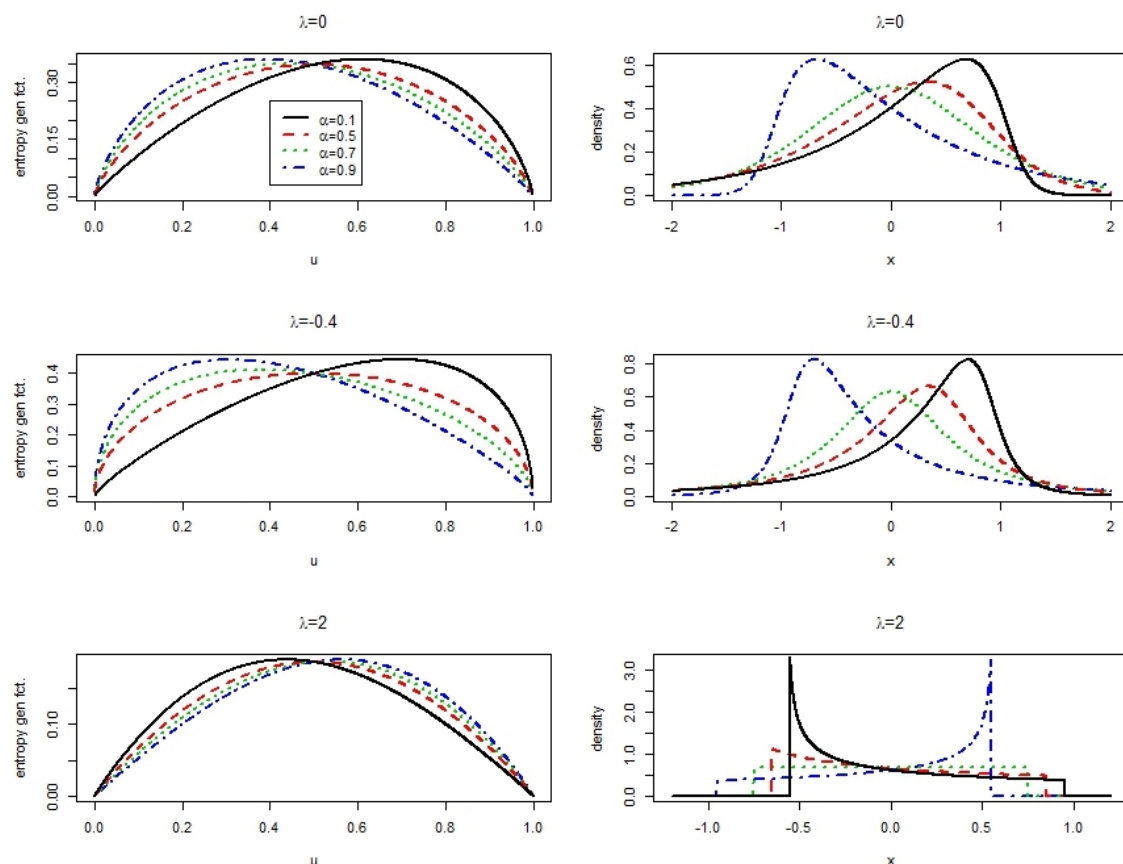 λ=0
entropy gen fct.
0.00 0.15 0.30
α=0.1
α=0.5
α=0.7
α=0.9
0.0 0.2 0.4 0.6 0.8 1.0
u
λ=0
density
0.0 0.2 0.4 0.6
-2 -1 0 1 2
x
λ=-0.4
entropy gen fct.
0.0 0.1 0.2 0.3 0.4
0.0 0.2 0.4 0.6 0.8 1.0
u
λ=-0.4
density
0.0 0.2 0.4 0.6 0.8
-2 -1 0 1 2
x
λ=2
entropy gen fct.
0.00 0.10
0.0 0.2 0.4 0.6 0.8 1.0
u
λ=2
density
0.0 1.0 2.0 3.0
-1.0 -0.5 0.0 0.5 1.0
x